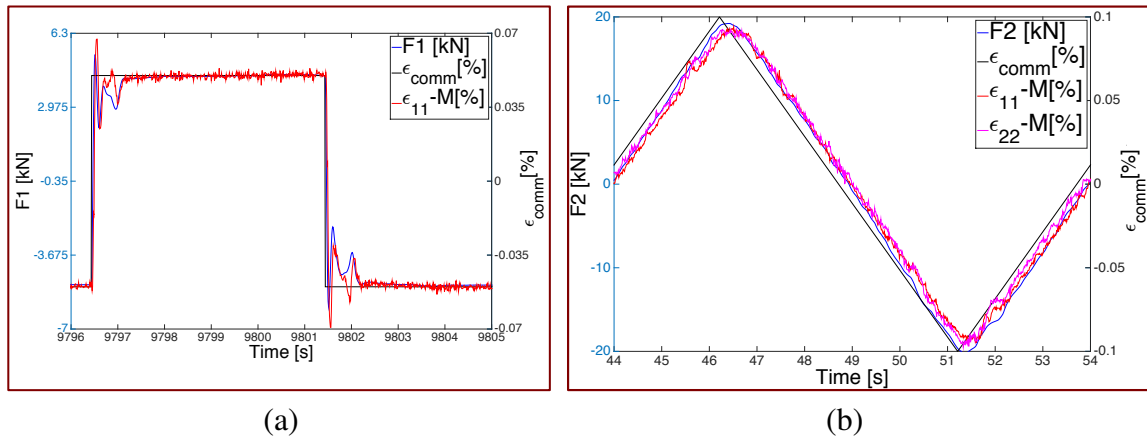 6.3
2.975
-0.35
-3.675
-7
F1 [kN]
0.07
0.035
0
-0.035
-0.07
ϵcomm[%]
F1 [kN]
ϵcomm[%]
ϵ11-M[%]
9796 9797 9798 9799 9800 9801 9802 9803 9804 9805
Time [s]
(a)
20
10
0
-10
-20
F2 [kN]
0.1
0.05
0
-0.05
-0.1
ϵcomm[%]
F2 [kN]
ϵcomm[%]
ϵ11-M[%]
ϵ22-M[%]
44 45 46 47 48 49 50 51 52 53 54
Time [s]
(b)